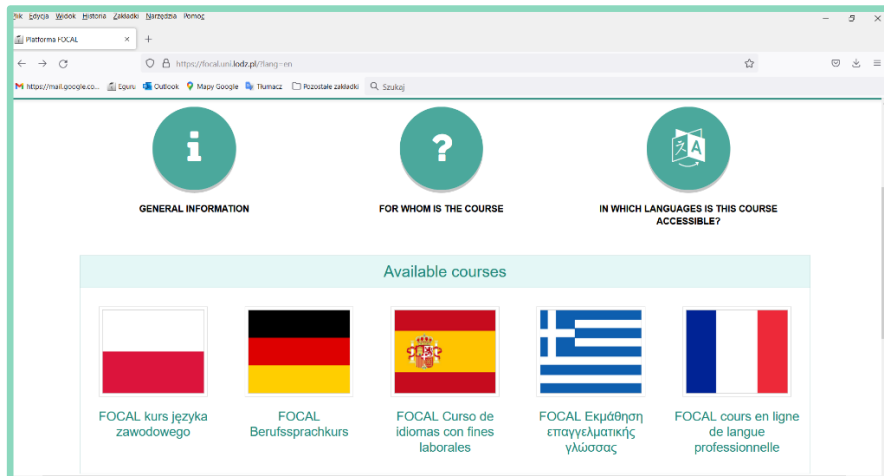 Plik Edycja Widok Historia Zakładki Narzędzia Pomoc
Platforma FOCAL
https://focal.uni.lodz.pl/?lang=en
https://mail.google.co... Eguru Outlook Mapy Google Tłumacz Pozostałe zakładki Szukaj
GENERAL INFORMATION
FOR WHOM IS THE COURSE
IN WHICH LANGUAGES IS THIS COURSE
ACCESSIBLE?
Available courses
FOCAL kurs języka
zawodowego
FOCAL
Berufssprachkurs
FOCAL Curso de
idiomas con fines
laborales
FOCAL Εκμάθηση
επαγγελματικής
γλώσσας
FOCAL cours en ligne
de langue
professionnelle